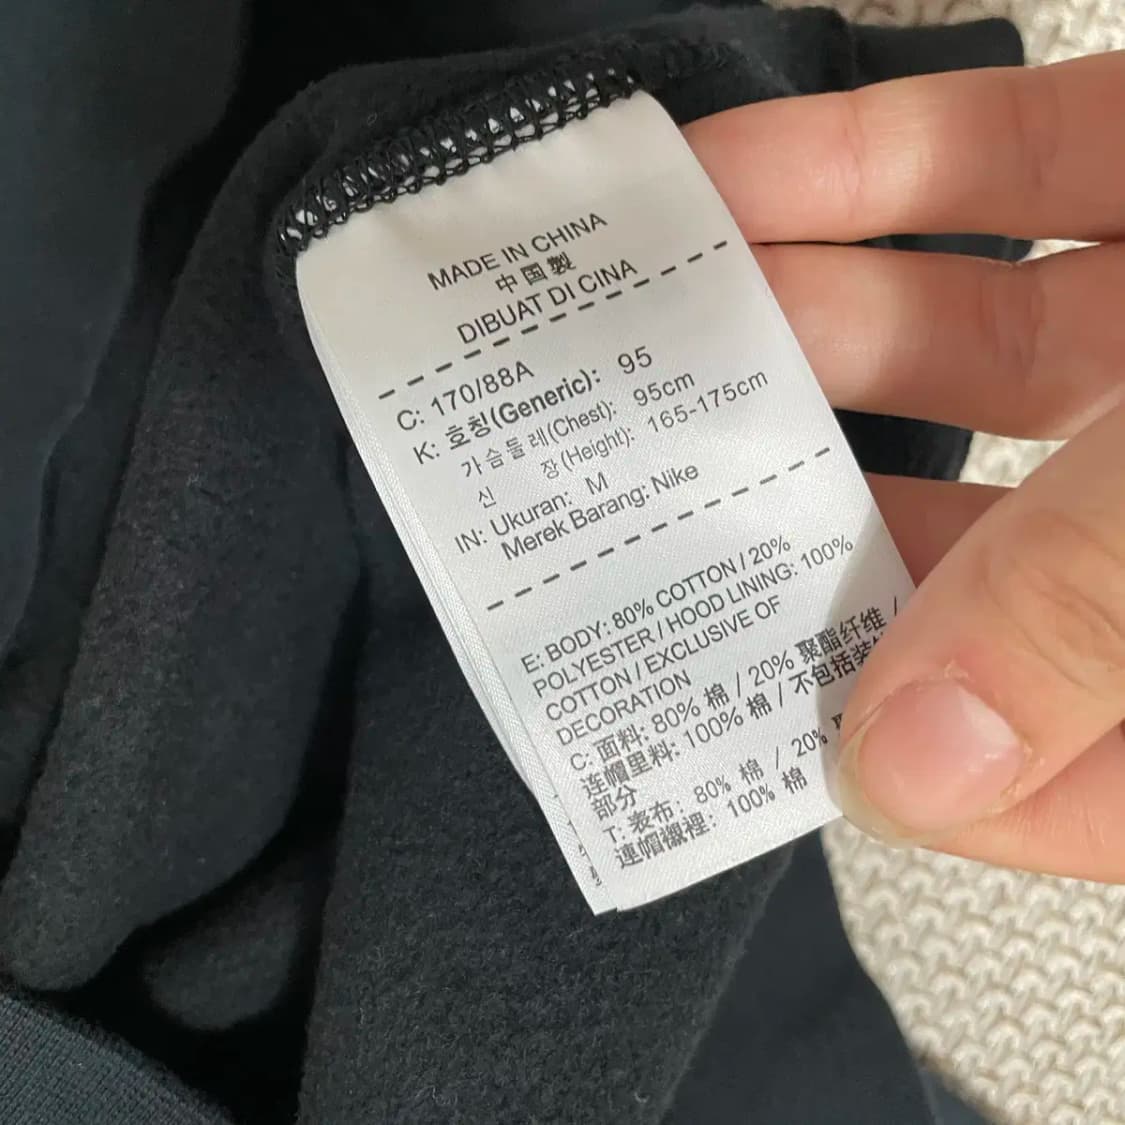 MADE IN CHINA
中国製
DIBUAT DI CINA
C: 170/88A
K: 호칭(Generic): 95
가슴둘레(Chest): 95cm
신 장(Height): 165-175cm
IN: Ukuran: M
Merek Barang: Nike
E: BODY: 80% COTTON / 20%
POLYESTER / HOOD LINING: 100%
COTTON / EXCLUSIVE OF
DECORATION
C: 面料: 80% 棉 / 20% 聚酯纤维 /
连帽里料: 100% 棉 / 不包括装
部分
T: 表布: 80% 棉 / 20%
連帽襯裡: 100% 棉